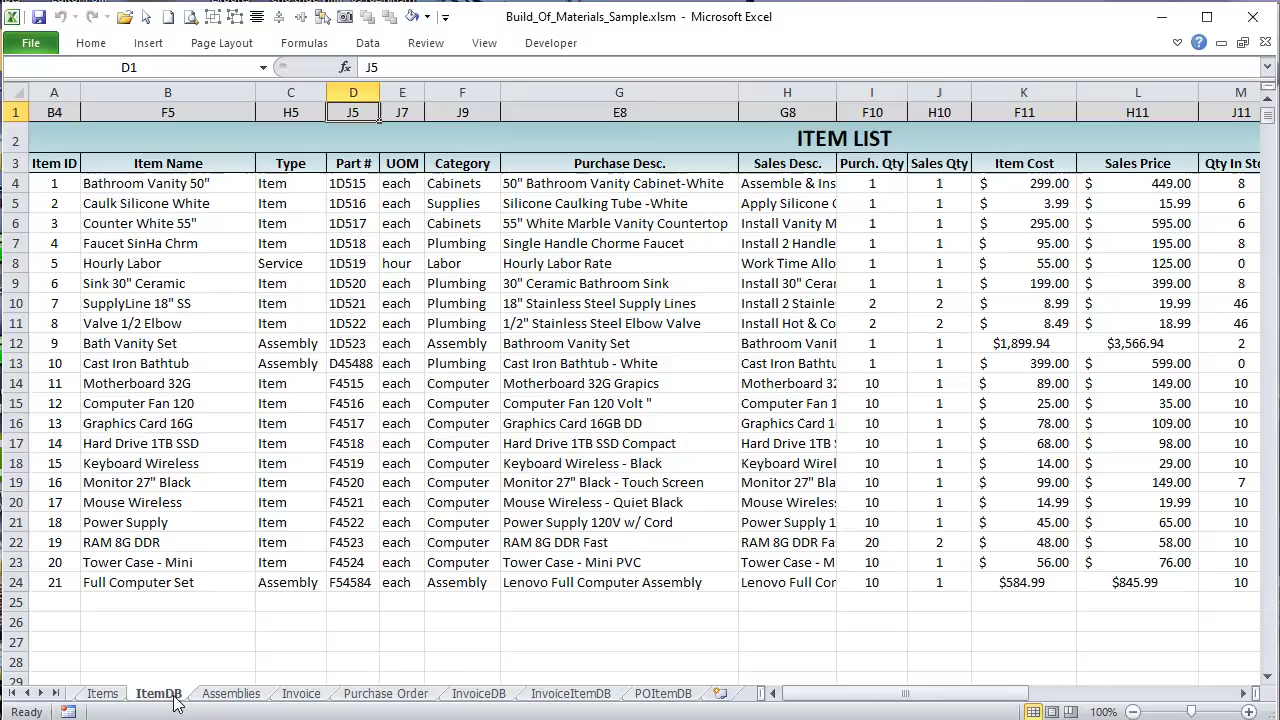 Build_Of_Materials_Sample.xlsm - Microsoft Excel
File Home Insert Page Layout Formulas Data Review View Developer
D1 fx J5
A B C D E F G H I J K L M
1 B4 F5 H5 J5 J7 J9 E8 G8 F10 H10 F11 H11 J11
2 ITEM LIST
3 Item ID Item Name Type Part # UOM Category Purchase Desc. Sales Desc. Purch. Qty Sales Qty Item Cost Sales Price Qty In Sto
4 1 Bathroom Vanity 50" Item 1D515 each Cabinets 50" Bathroom Vanity Cabinet-White Assemble & Ins 1 1 $ 299.00 $ 449.00 8
5 2 Caulk Silicone White Item 1D516 each Supplies Silicone Caulking Tube -White Apply Silicone C 1 1 $ 3.99 $ 15.99 6
6 3 Counter White 55" Item 1D517 each Cabinets 55" White Marble Vanity Countertop Install Vanity M 1 1 $ 295.00 $ 595.00 6
7 4 Faucet SinHa Chrm Item 1D518 each Plumbing Single Handle Chorme Faucet Install 2 Handle 1 1 $ 95.00 $ 195.00 8
8 5 Hourly Labor Service 1D519 hour Labor Hourly Labor Rate Work Time Allo 1 1 $ 55.00 $ 125.00 0
9 6 Sink 30" Ceramic Item 1D520 each Plumbing 30" Ceramic Bathroom Sink Install 30" Cerar 1 1 $ 199.00 $ 399.00 8
10 7 SupplyLine 18" SS Item 1D521 each Plumbing 18" Stainless Steel Supply Lines Install 2 Stainle 2 2 $ 8.99 $ 19.99 46
11 8 Valve 1/2 Elbow Item 1D522 each Plumbing 1/2" Stainless Steel Elbow Valve Install Hot & Co 2 2 $ 8.49 $ 18.99 46
12 9 Bath Vanity Set Assembly 1D523 each Assembly Bathroom Vanity Set Bathroom Vanit 1 1 $1,899.94 $3,566.94 2
13 10 Cast Iron Bathtub Assembly D45488 each Plumbing Cast Iron Bathtub - White Cast Iron Bathtu 1 1 $ 399.00 $ 599.00 0
14 11 Motherboard 32G Item F4515 each Computer Motherboard 32G Grapics Motherboard 32 10 1 $ 89.00 $ 149.00 10
15 12 Computer Fan 120 Item F4516 each Computer Computer Fan 120 Volt " Computer Fan 1 10 1 $ 25.00 $ 35.00 10
16 13 Graphics Card 16G Item F4517 each Computer Graphics Card 16GB DD Graphics Card 16 10 1 $ 78.00 $ 109.00 10
17 14 Hard Drive 1TB SSD Item F4518 each Computer Hard Drive 1TB SSD Compact Hard Drive 1TB S 10 1 $ 68.00 $ 98.00 10
18 15 Keyboard Wireless Item F4519 each Computer Keyboard Wireless - Black Keyboard Wirel 10 1 $ 14.00 $ 29.00 10
19 16 Monitor 27" Black Item F4520 each Computer Monitor 27" Black - Touch Screen Monitor 27" Bla 10 1 $ 99.00 $ 149.00 7
20 17 Mouse Wireless Item F4521 each Computer Mouse Wireless - Quiet Black Mouse Wireless 10 1 $ 14.99 $ 19.99 10
21 18 Power Supply Item F4522 each Computer Power Supply 120V w/ Cord Power Supply 1 10 1 $ 45.00 $ 65.00 10
22 19 RAM 8G DDR Item F4523 each Computer RAM 8G DDR Fast RAM 8G DDR Fa 20 2 $ 48.00 $ 58.00 10
23 20 Tower Case - Mini Item F4524 each Computer Tower Case - Mini PVC Tower Case - M 10 1 $ 56.00 $ 76.00 10
24 21 Full Computer Set Assembly F54584 each Assembly Lenovo Full Computer Assembly Lenovo Full Cor 10 1 $584.99 $845.99 10
25
26
27
28
29
Items ItemDB Assemblies Invoice Purchase Order InvoiceDB InvoiceItemDB POItemDB
Ready 100%